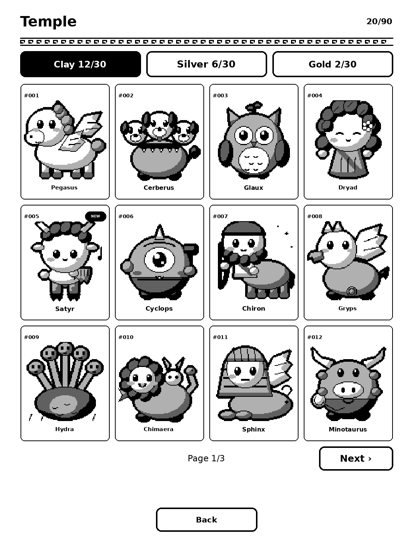 Temple
20/90
Clay 12/30
Silver 6/30
Gold 2/30
#001
Pegasus
#002
Cerberus
#003
Glaux
#004
Dryad
#005
NEW
Satyr
#006
Cyclops
#007
Chiron
#008
Gryps
#009
Hydra
#010
Chimaera
#011
Sphinx
#012
Minotaurus
Page 1/3
Next ›
Back